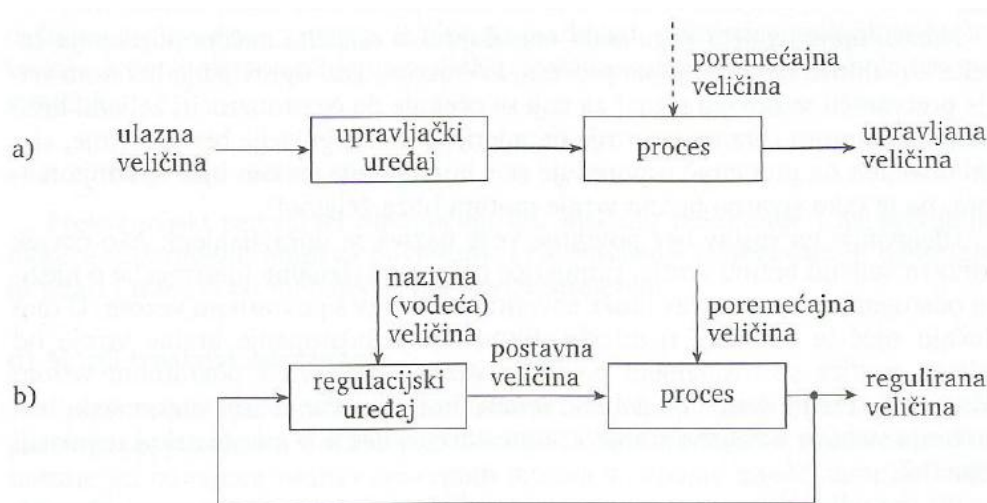 poremećajna
veličina
a)
ulazna
veličina
upravljački
uređaj
proces
upravljana
veličina
nazivna
(vodeća)
veličina
poremećajna
veličina
b)
regulacijski
uređaj
postavna
veličina
proces
regulirana
veličina